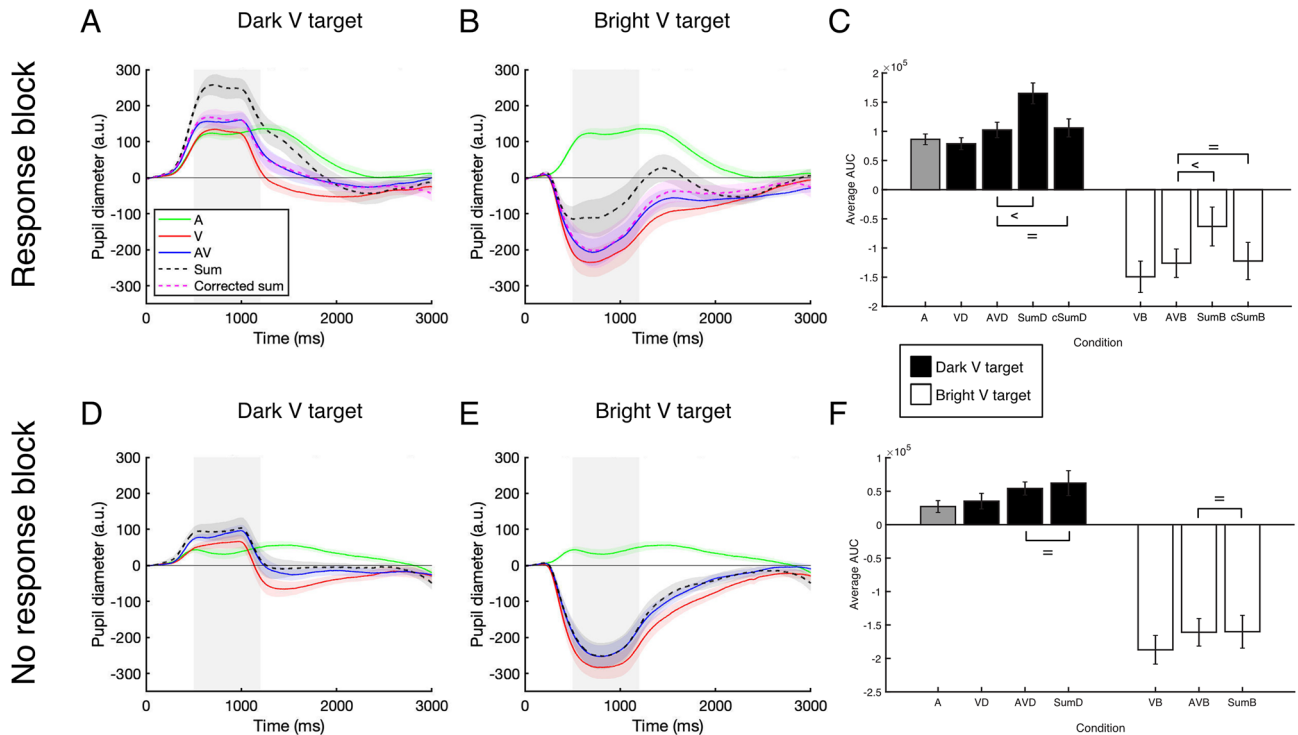 A
Dark V target
B
Bright V target
C
Response block
300
200
100
0
-100
-200
-300
Pupil diameter (a.u.)
A
V
AV
Sum
Corrected sum
0
1000
2000
3000
Time (ms)
300
200
100
0
-100
-200
-300
Pupil diameter (a.u.)
0
1000
2000
3000
Time (ms)
×10⁵
2
1.5
1
0.5
0
-0.5
-1
-1.5
-2
Average AUC
<
=
=
<
A
VD
AVD
SumD
cSumD
VB
AVB
SumB
cSumB
Condition
Dark V target
Bright V target
D
Dark V target
E
Bright V target
F
No response block
300
200
100
0
-100
-200
-300
Pupil diameter (a.u.)
0
1000
2000
3000
Time (ms)
300
200
100
0
-100
-200
-300
Pupil diameter (a.u.)
0
1000
2000
3000
Time (ms)
×10⁵
1
0.5
0
-0.5
-1
-1.5
-2
-2.5
Average AUC
=
=
A
VD
AVD
SumD
VB
AVB
SumB
Condition